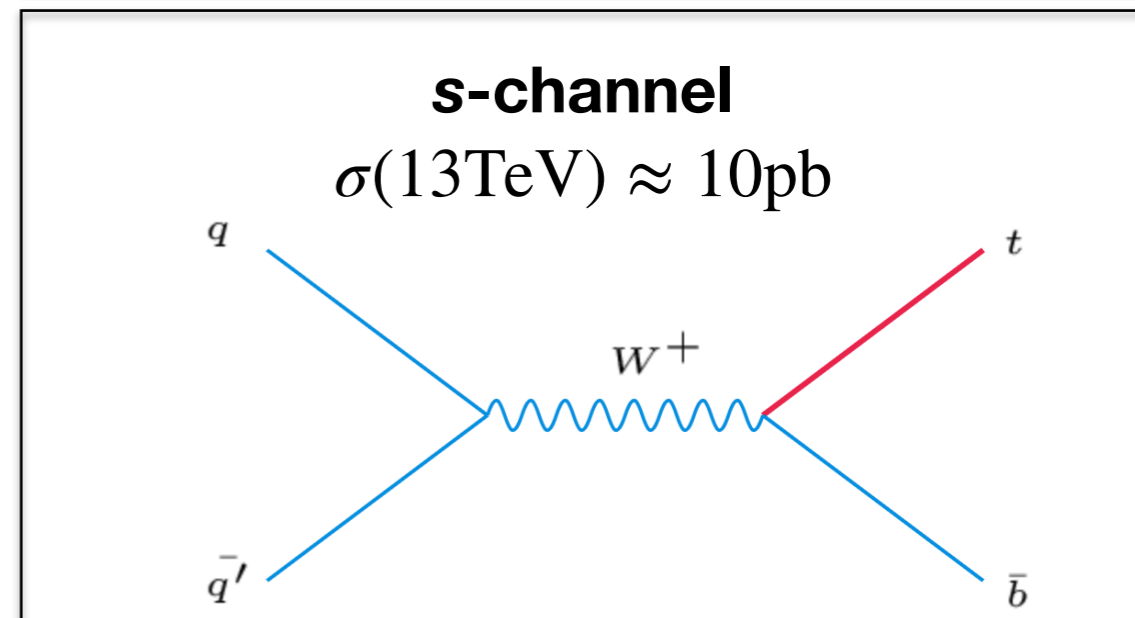 s-channel
σ(13TeV) ≈ 10pb
q t
W⁺
q̄′ b̄